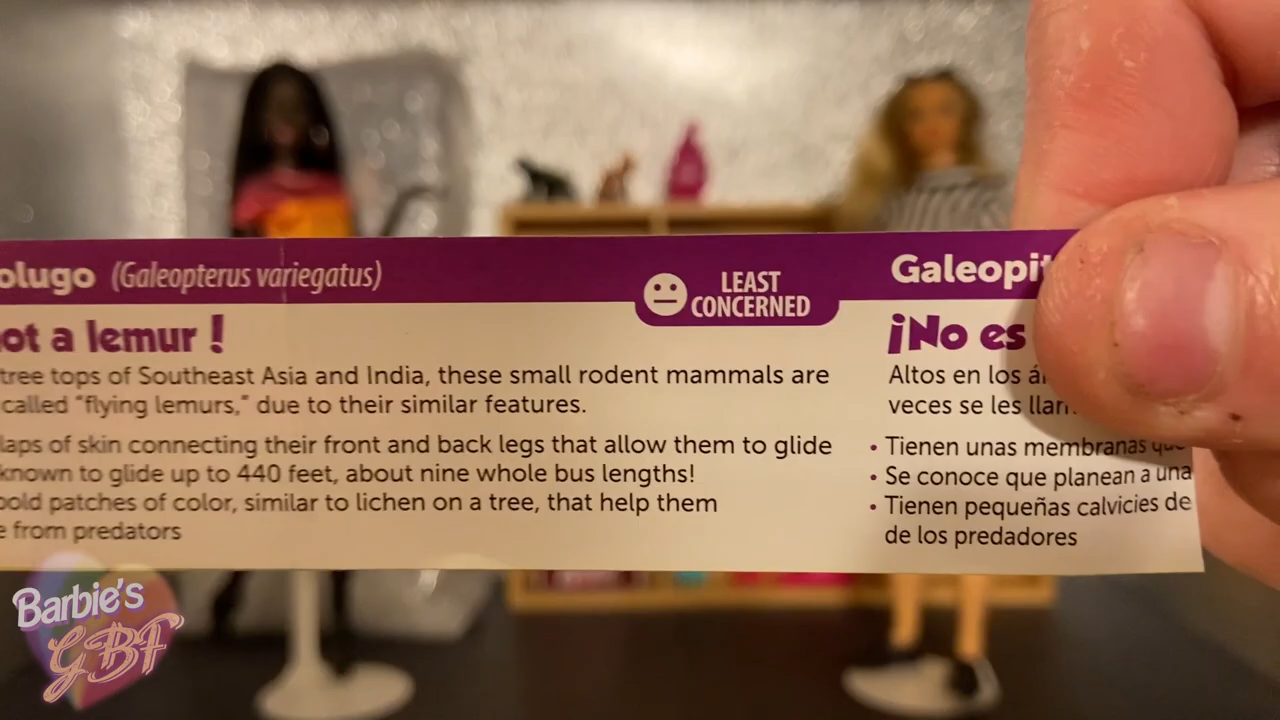 olugo (Galeopterus variegatus)
LEAST
CONCERNED
ot a lemur !
tree tops of Southeast Asia and India, these small rodent mammals are
called “flying lemurs,” due to their similar features.
laps of skin connecting their front and back legs that allow them to glide
known to glide up to 440 feet, about nine whole bus lengths!
bold patches of color, similar to lichen on a tree, that help them
e from predators
Galeopit
¡No es
Altos en los ár
veces se les llam
• Tienen unas membranas que
• Se conoce que planean a una
• Tienen pequeñas calvicies de
de los predadores
Barbie's
GBF